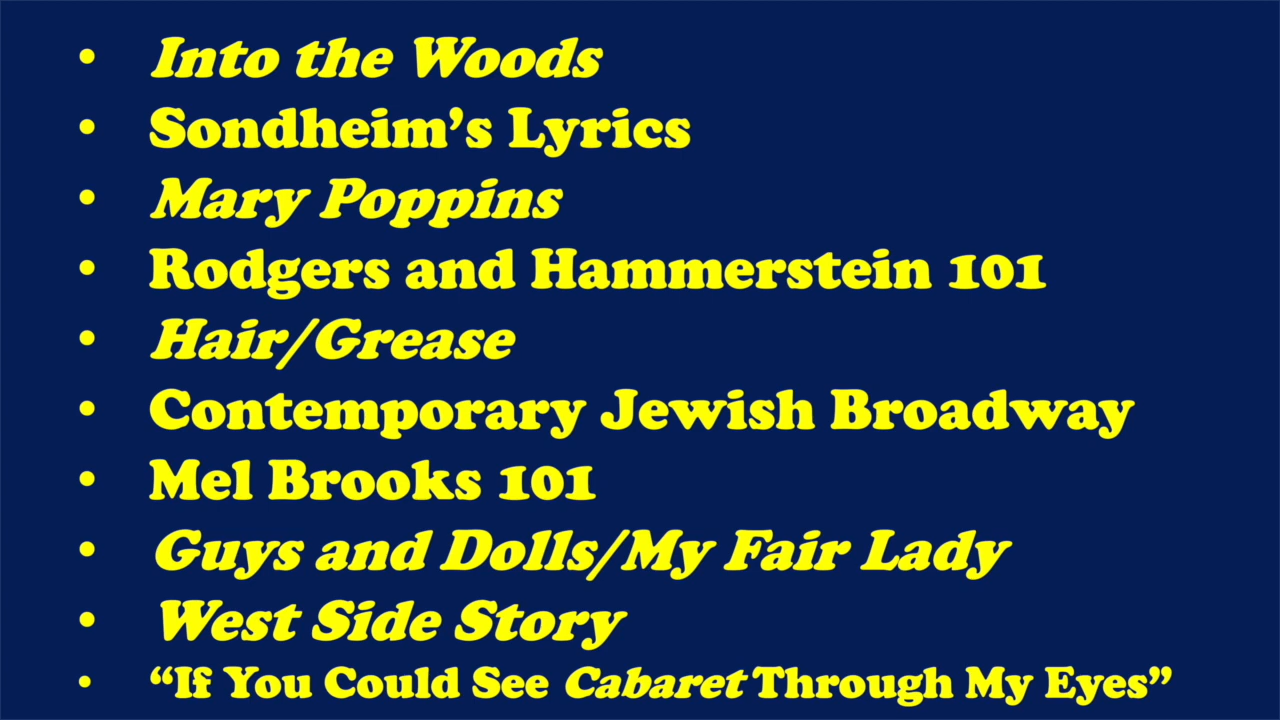 • Into the Woods
• Sondheim’s Lyrics
• Mary Poppins
• Rodgers and Hammerstein 101
• Hair/Grease
• Contemporary Jewish Broadway
• Mel Brooks 101
• Guys and Dolls/My Fair Lady
• West Side Story
• “If You Could See Cabaret Through My Eyes”